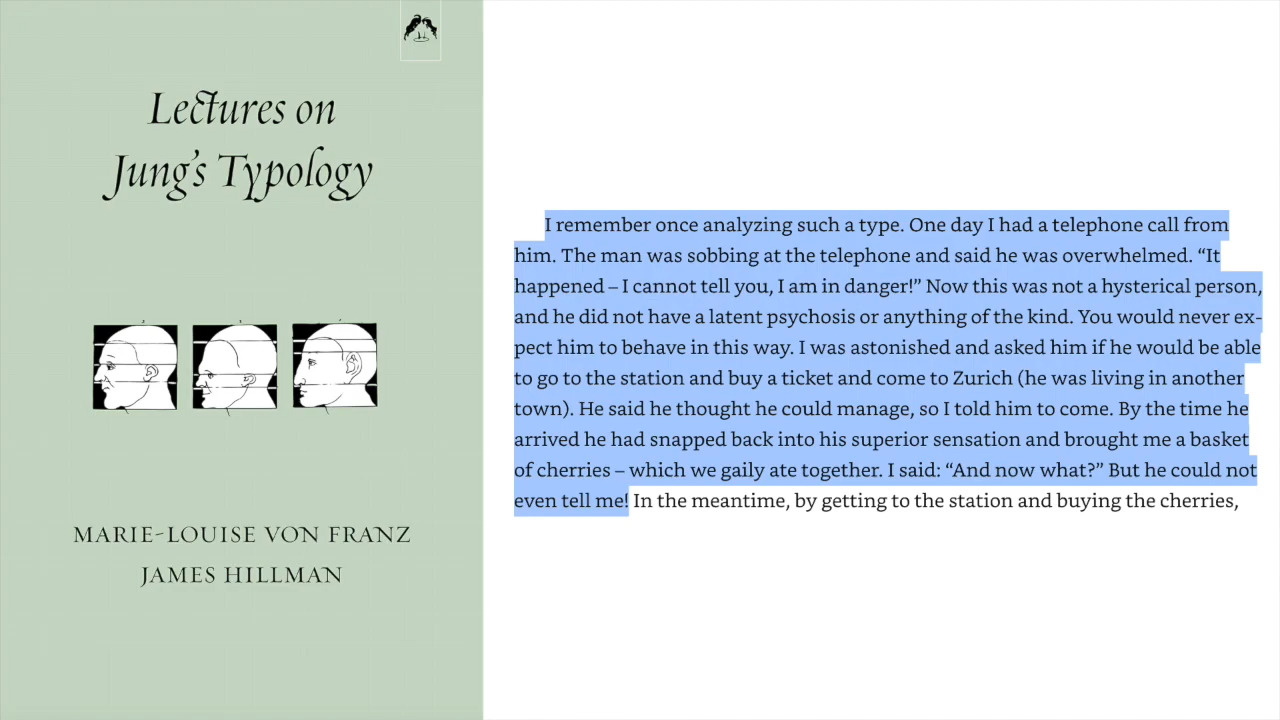 Lectures on
Jung's Typology
MARIE-LOUISE VON FRANZ
JAMES HILLMAN
I remember once analyzing such a type. One day I had a telephone call from
him. The man was sobbing at the telephone and said he was overwhelmed. “It
happened – I cannot tell you, I am in danger!” Now this was not a hysterical person,
and he did not have a latent psychosis or anything of the kind. You would never ex-
pect him to behave in this way. I was astonished and asked him if he would be able
to go to the station and buy a ticket and come to Zurich (he was living in another
town). He said he thought he could manage, so I told him to come. By the time he
arrived he had snapped back into his superior sensation and brought me a basket
of cherries – which we gaily ate together. I said: “And now what?” But he could not
even tell me! In the meantime, by getting to the station and buying the cherries,